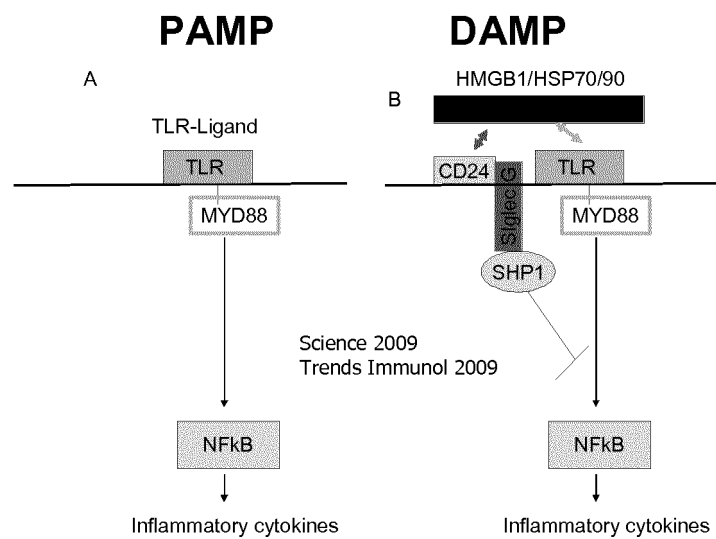 PAMP
DAMP
A
TLR-Ligand
TLR
MYD88
NFkB
Inflammatory cytokines
B
HMGB1/HSP70/90
CD24
Siglec G
TLR
SHP1
MYD88
Science 2009
Trends Immunol 2009
NFkB
Inflammatory cytokines